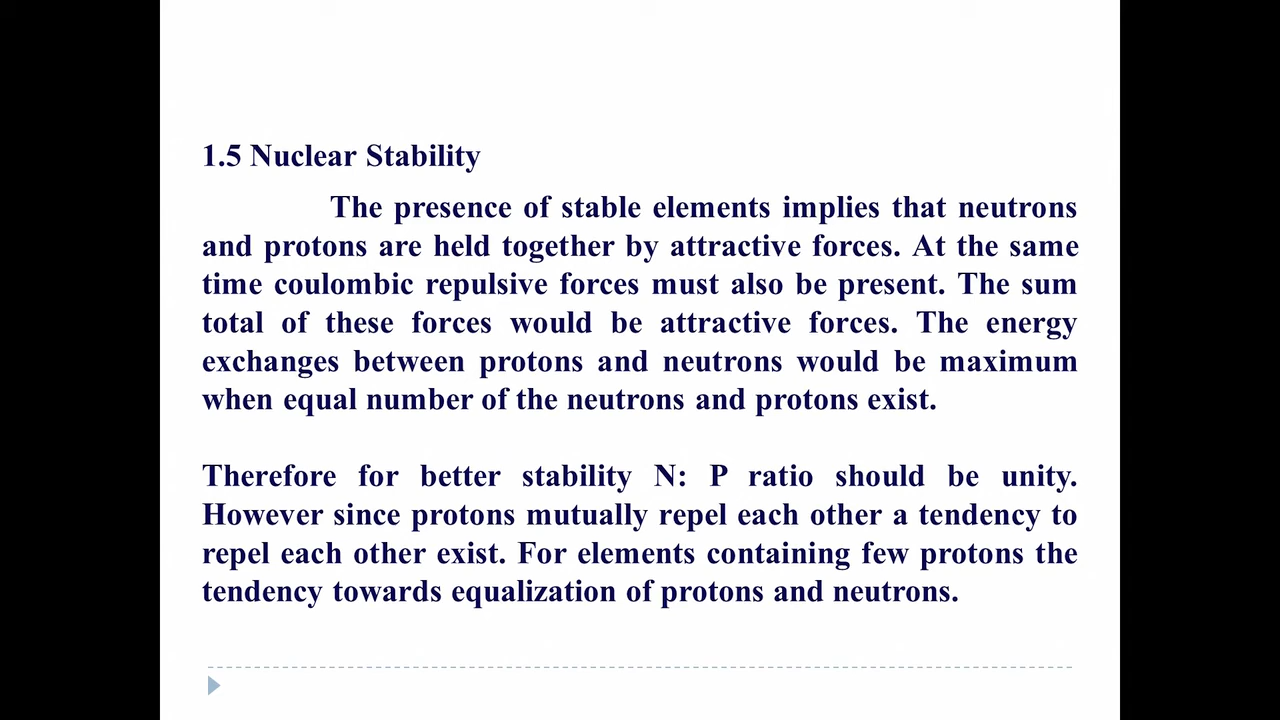 1.5 Nuclear Stability
The presence of stable elements implies that neutrons
and protons are held together by attractive forces. At the same
time coulombic repulsive forces must also be present. The sum
total of these forces would be attractive forces. The energy
exchanges between protons and neutrons would be maximum
when equal number of the neutrons and protons exist.
Therefore for better stability N: P ratio should be unity.
However since protons mutually repel each other a tendency to
repel each other exist. For elements containing few protons the
tendency towards equalization of protons and neutrons.